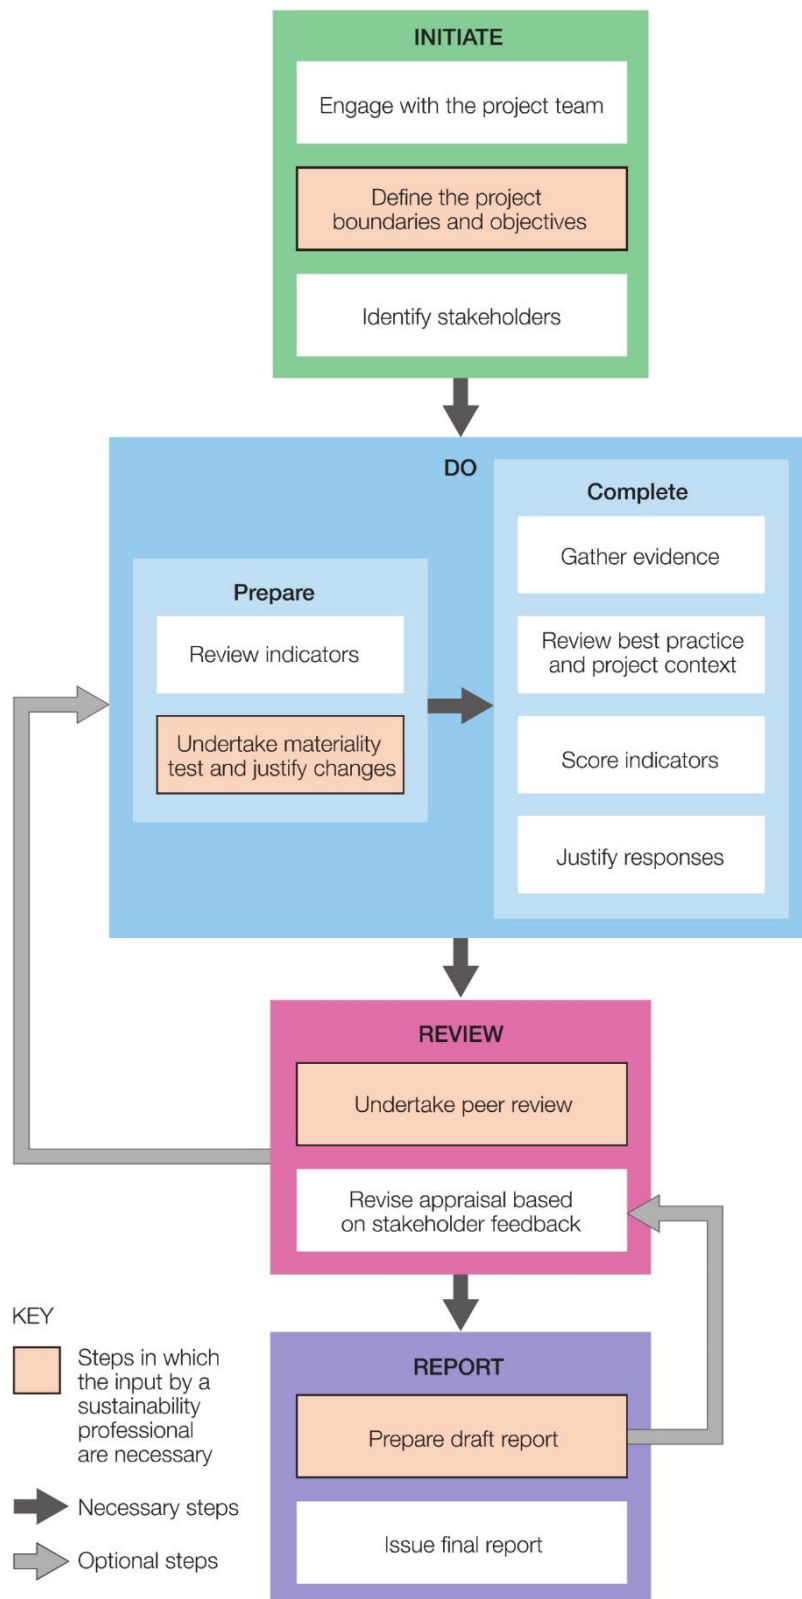 INITIATE
Engage with the project team
Define the project
boundaries and objectives
Identify stakeholders
DO
Prepare
Review indicators
Undertake materiality
test and justify changes
Complete
Gather evidence
Review best practice
and project context
Score indicators
Justify responses
REVIEW
Undertake peer review
Revise appraisal based
on stakeholder feedback
REPORT
Prepare draft report
Issue final report
KEY
Steps in which
the input by a
sustainability
professional
are necessary
Necessary steps
Optional steps